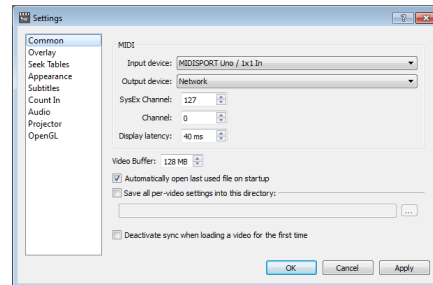 Settings
Common
Overlay
Seek Tables
Appearance
Subtitles
Count In
Audio
Projector
OpenGL
MIDI
Input device: MIDISPORT Uno / 1x1 In
Output device: Network
SysEx Channel: 127
Channel: 0
Display latency: 40 ms
Video Buffer: 128 MB
Automatically open last used file on startup
Save all per-video settings into this directory:
...
Deactivate sync when loading a video for the first time
OK Cancel Apply